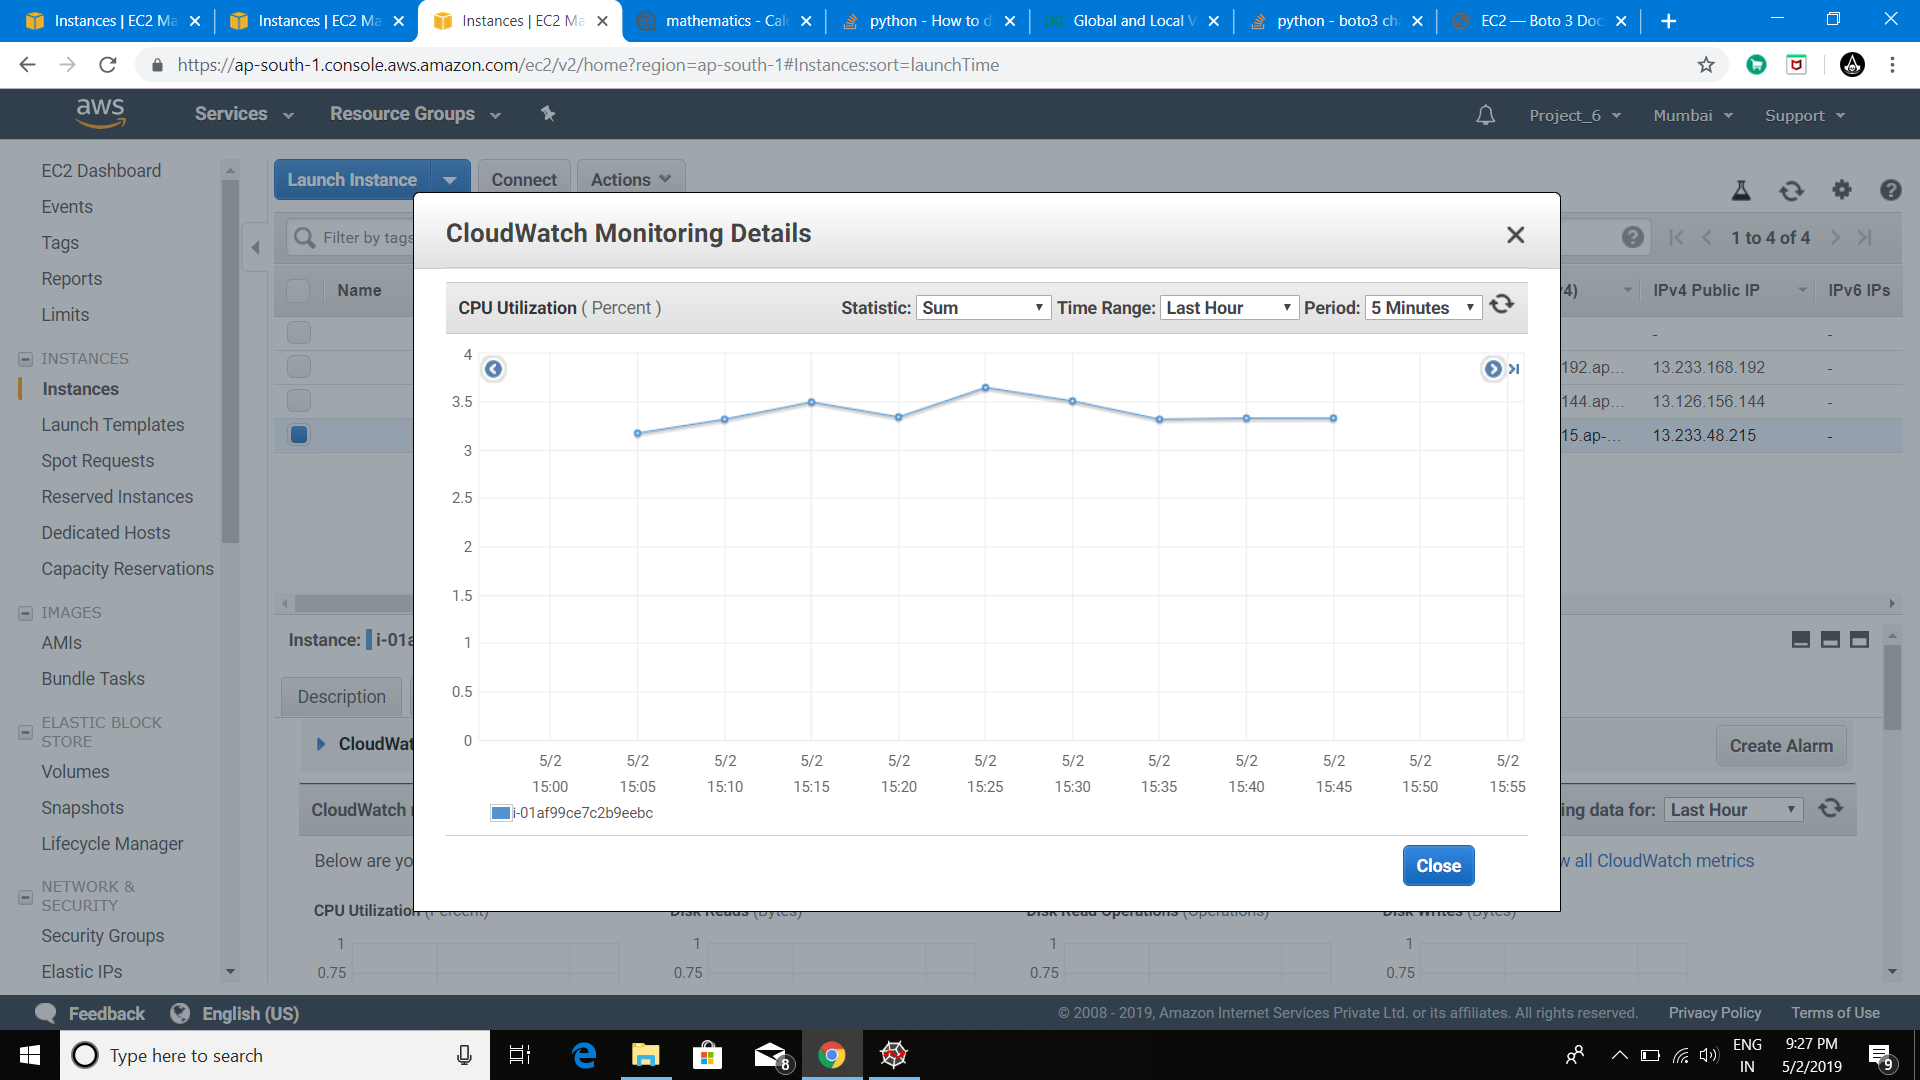 Instances | EC2 Ma
Instances | EC2 Ma
Instances | EC2 Ma
mathematics - Calc
python - How to d
Global and Local V
python - boto3 ch
EC2 — Boto 3 Doc
https://ap-south-1.console.aws.amazon.com/ec2/v2/home?region=ap-south-1#Instances:sort=launchTime
aws
Services
Resource Groups
Project_6
Mumbai
Support
EC2 Dashboard
Events
Tags
Reports
Limits
INSTANCES
Instances
Launch Templates
Spot Requests
Reserved Instances
Dedicated Hosts
Capacity Reservations
IMAGES
AMIs
Bundle Tasks
ELASTIC BLOCK
STORE
Volumes
Snapshots
Lifecycle Manager
NETWORK &
SECURITY
Security Groups
Elastic IPs
Launch Instance
Connect
Actions
Filter by tags
1 to 4 of 4
Name
v4)
IPv4 Public IP
IPv6 IPs
- -
192.ap... 13.233.168.192 -
144.ap... 13.126.156.144 -
15.ap-... 13.233.48.215 -
CloudWatch Monitoring Details
CPU Utilization ( Percent )
Statistic: Sum
Time Range: Last Hour
Period: 5 Minutes
4
3.5
3
2.5
2
1.5
1
0.5
0
5/2 5/2 5/2 5/2 5/2 5/2 5/2 5/2 5/2 5/2 5/2 5/2
15:00 15:05 15:10 15:15 15:20 15:25 15:30 15:35 15:40 15:45 15:50 15:55
i-01af99ce7c2b9eebc
Close
Instance: i-01a
Description
CloudWat
Create Alarm
CloudWatch
ing data for: Last Hour
Below are yo
w all CloudWatch metrics
CPU Utilization (Percent)
Disk Reads (Bytes)
Disk Read Operations (Operations)
Disk Writes (Bytes)
1 1 1 1
0.75 0.75 0.75 0.75
Feedback
English (US)
© 2008 - 2019, Amazon Internet Services Private Ltd. or its affiliates. All rights reserved.
Privacy Policy
Terms of Use
Type here to search
8
ENG
IN
9:27 PM
5/2/2019
9